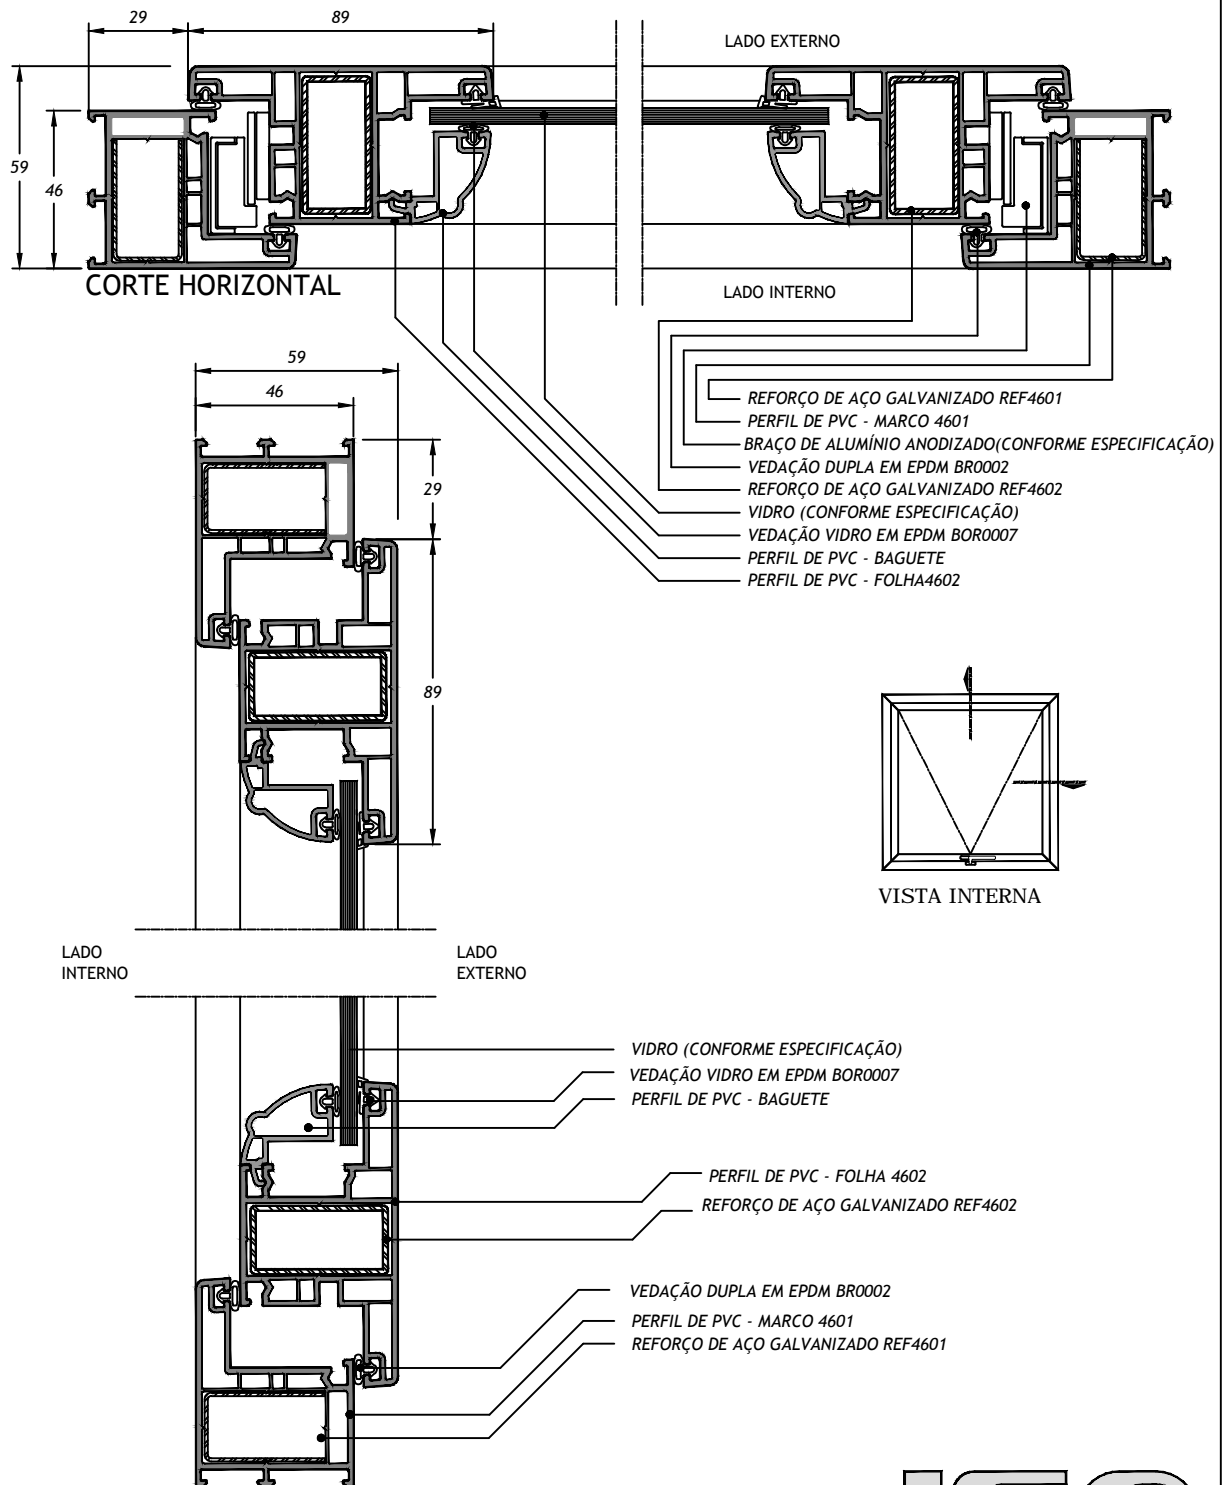 29
89
LADO EXTERNO
59
46
CORTE HORIZONTAL
LADO INTERNO
REFORÇO DE AÇO GALVANIZADO REF4601
PERFIL DE PVC - MARCO 4601
BRAÇO DE ALUMÍNIO ANODIZADO(CONFORME ESPECIFICAÇÃO)
VEDAÇÃO DUPLA EM EPDM BR0002
REFORÇO DE AÇO GALVANIZADO REF4602
VIDRO (CONFORME ESPECIFICAÇÃO)
VEDAÇÃO VIDRO EM EPDM BOR0007
PERFIL DE PVC - BAGUETE
PERFIL DE PVC - FOLHA4602
59
46
29
89
VISTA INTERNA
LADO
INTERNO
LADO
EXTERNO
VIDRO (CONFORME ESPECIFICAÇÃO)
VEDAÇÃO VIDRO EM EPDM BOR0007
PERFIL DE PVC - BAGUETE
PERFIL DE PVC - FOLHA 4602
REFORÇO DE AÇO GALVANIZADO REF4602
VEDAÇÃO DUPLA EM EPDM BR0002
PERFIL DE PVC - MARCO 4601
REFORÇO DE AÇO GALVANIZADO REF4601